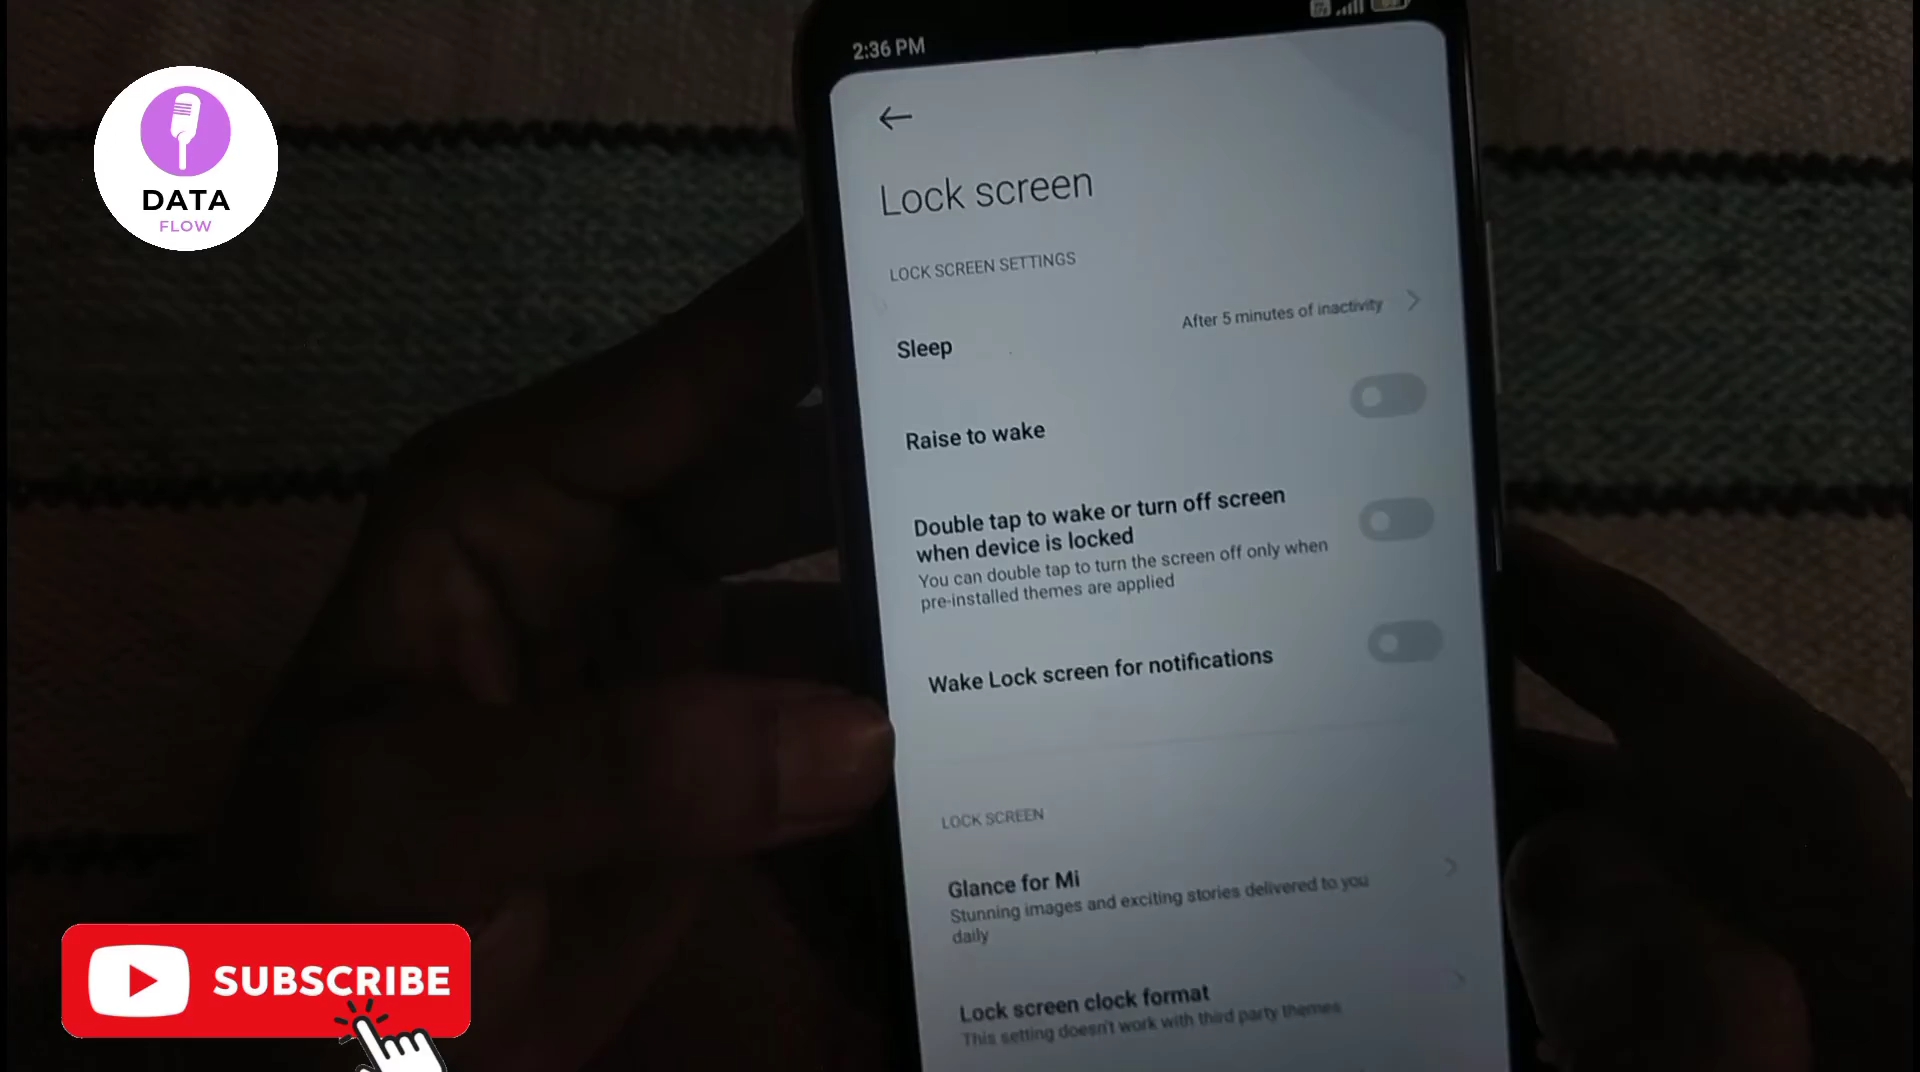 2:36 PM
DATA
FLOW
Lock screen
LOCK SCREEN SETTINGS
Sleep
After 5 minutes of inactivity
Raise to wake
Double tap to wake or turn off screen
when device is locked
You can double tap to turn the screen off only when
pre-installed themes are applied
Wake Lock screen for notifications
LOCK SCREEN
Glance for Mi
Stunning images and exciting stories delivered to you
daily
Lock screen clock format
This setting doesn't work with third party themes
SUBSCRIBE